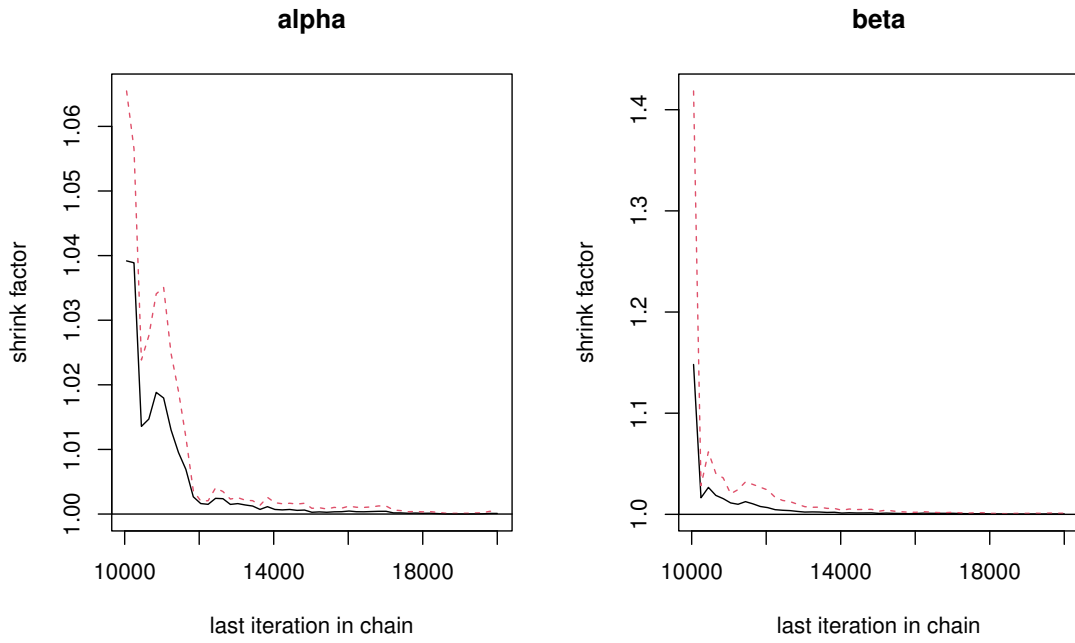 alpha
shrink factor
1.06
1.05
1.04
1.03
1.02
1.01
1.00
10000 14000 18000
last iteration in chain
beta
shrink factor
1.4
1.3
1.2
1.1
1.0
10000 14000 18000
last iteration in chain